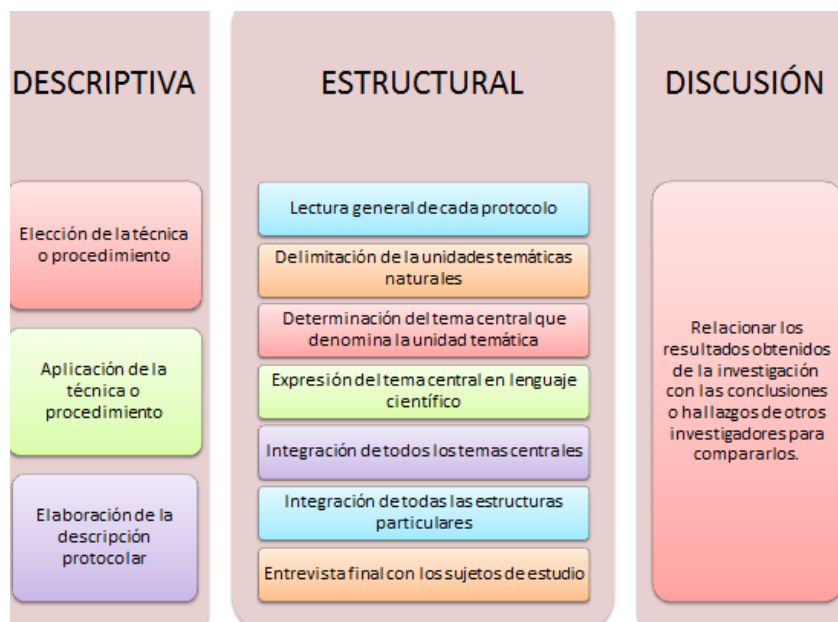 DESCRIPTIVA
Elección de la técnica
o procedimiento
Aplicación de la
técnica o
procedimiento
Elaboración de la
descripción
protocolar
ESTRUCTURAL
Lectura general de cada protocolo
Delimitación de la unidades temáticas
naturales
Determinación del tema central que
denomina la unidad temática
Expresión del tema central en lenguaje
científico
Integración de todos los temas centrales
Integración de todas las estructuras
particulares
Entrevista final con los sujetos de estudio
DISCUSIÓN
Relacionar los
resultados obtenidos
de la investigación
con las conclusiones
o hallazgos de otros
investigadores para
compararlos.